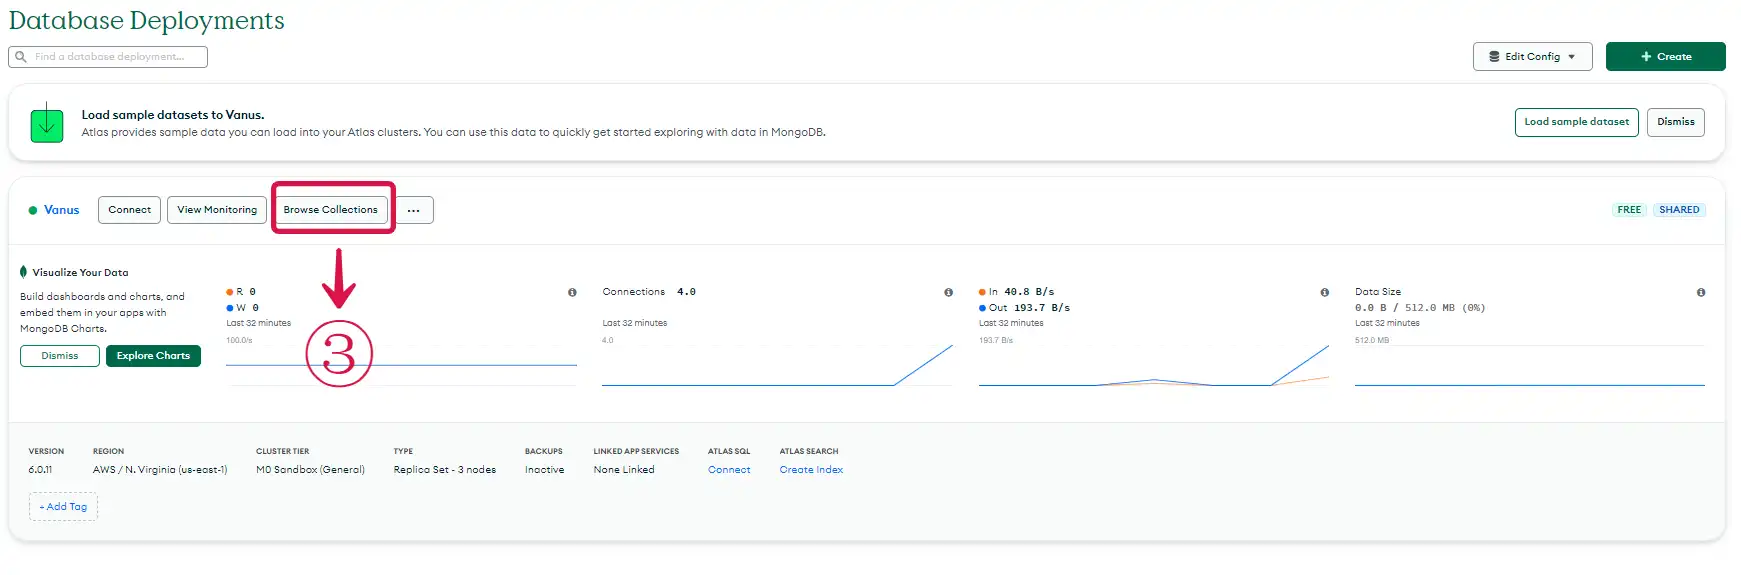 Database Deployments
Find a database deployment...
Edit Config
+ Create
Load sample datasets to Vanus.
Atlas provides sample data you can load into your Atlas clusters. You can use this data to quickly get started exploring with data in MongoDB.
Load sample dataset
Dismiss
Vanus
Connect
View Monitoring
Browse Collections
...
FREE
SHARED
Visualize Your Data
Build dashboards and charts, and
embed them in your apps with
MongoDB Charts.
Dismiss
Explore Charts
R 0
W 0
Last 32 minutes
100.0/s
3
Connections 4.0
Last 32 minutes
4.0
In 40.8 B/s
Out 193.7 B/s
Last 32 minutes
193.7 B/s
Data Size
0.0 B / 512.0 MB (0%)
Last 32 minutes
512.0 MB
VERSION
6.0.11
REGION
AWS / N. Virginia (us-east-1)
CLUSTER TIER
M0 Sandbox (General)
TYPE
Replica Set - 3 nodes
BACKUPS
Inactive
LINKED APP SERVICES
None Linked
ATLAS SQL
Connect
ATLAS SEARCH
Create Index
+ Add Tag